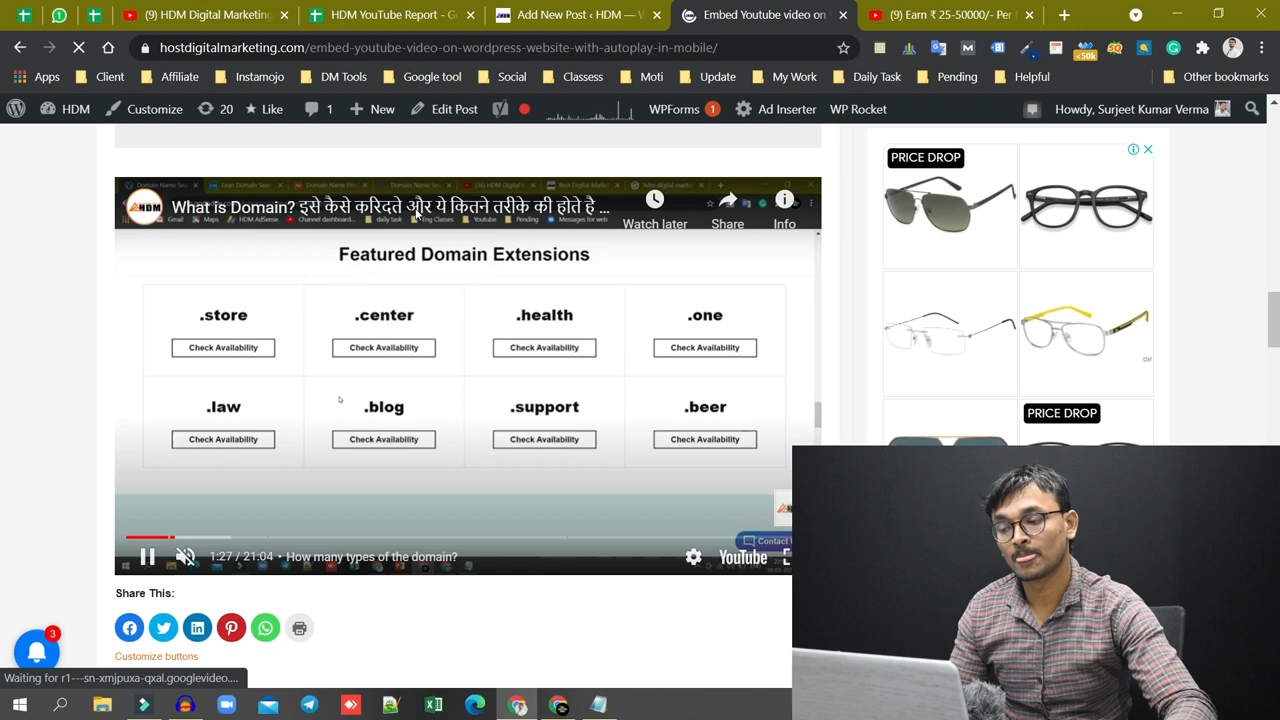 (9) HDM Digital Marketing
HDM YouTube Report - G
Add New Post ‹ HDM — W
Embed Youtube video on W
(9) Earn ₹ 25-50000/- Per
hostdigitalmarketing.com/embed-youtube-video-on-wordpress-website-with-autoplay-in-mobile/
<50k
Apps Client Affiliate Instamojo DM Tools Google tool Social Classess Moti Update My Work Daily Task Pending Helpful Other bookmarks
HDM Customize 20 Like 1 New Edit Post WPForms 1 Ad Inserter WP Rocket Howdy, Surjeet Kumar Verma
PRICE DROP
HDM
What is Domain? इसे कैसे करिदते और ये कितने तरीके की होते है ...
Watch later Share Info
Featured Domain Extensions
.store .center .health .one
Check Availability Check Availability Check Availability Check Availability
.law .blog .support .beer
Check Availability Check Availability Check Availability Check Availability
PRICE DROP
Contact
1:27 / 21:04 • How many types of the domain?
YouTube
Share This:
3
Customize buttons
Waiting for r1---sn-xmjpuxa-qxal.googlevideo....